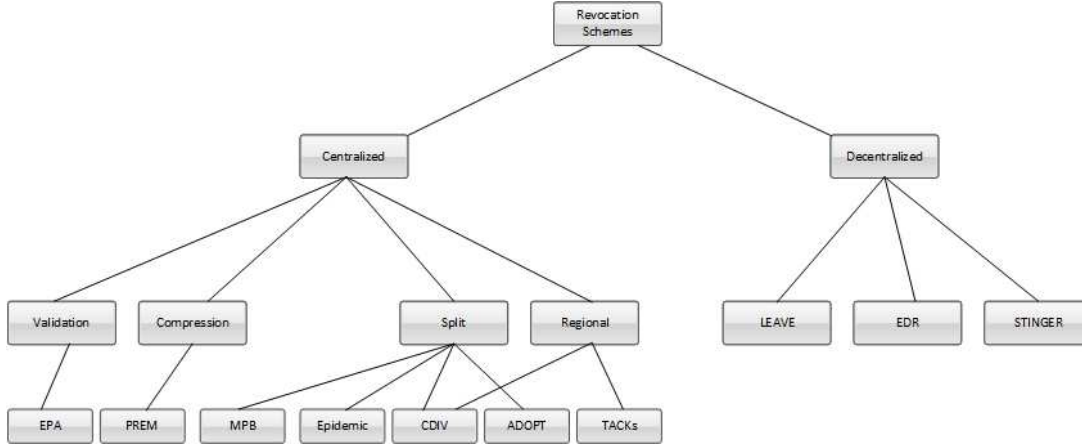 Revocation
Schemes
Centralized
Decentralized
Validation
Compression
Split
Regional
LEAVE
EDR
STINGER
EPA
PREM
MPB
Epidemic
CDIV
ADOPT
TACKs